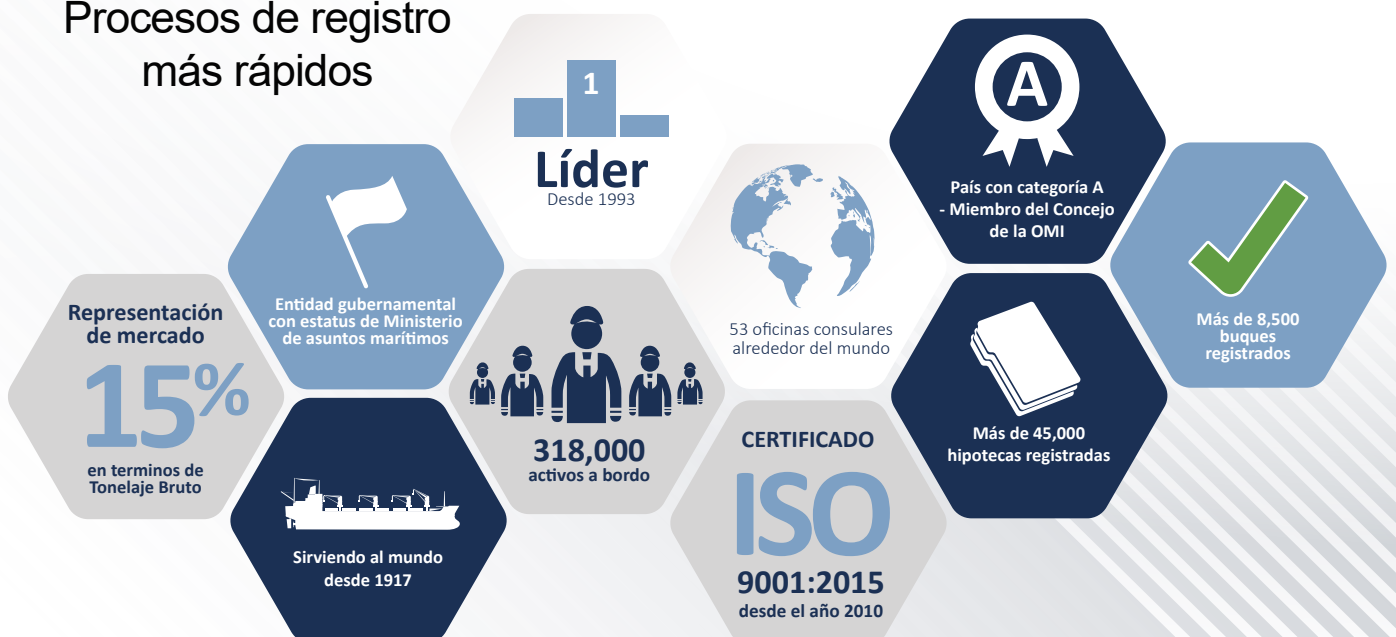 Procesos de registro
más rápidos
1
Líder
Desde 1993
A
País con categoría A
- Miembro del Concejo
de la OMI
Entidad gubernamental
con estatus de Ministerio
de asuntos marítimos
53 oficinas consulares
alrededor del mundo
Más de 8,500
buques
registrados
Representación
de mercado
15%
en terminos de
Tonelaje Bruto
318,000
activos a bordo
Más de 45,000
hipotecas registradas
Sirviendo al mundo
desde 1917
CERTIFICADO
ISO
9001:2015
desde el año 2010